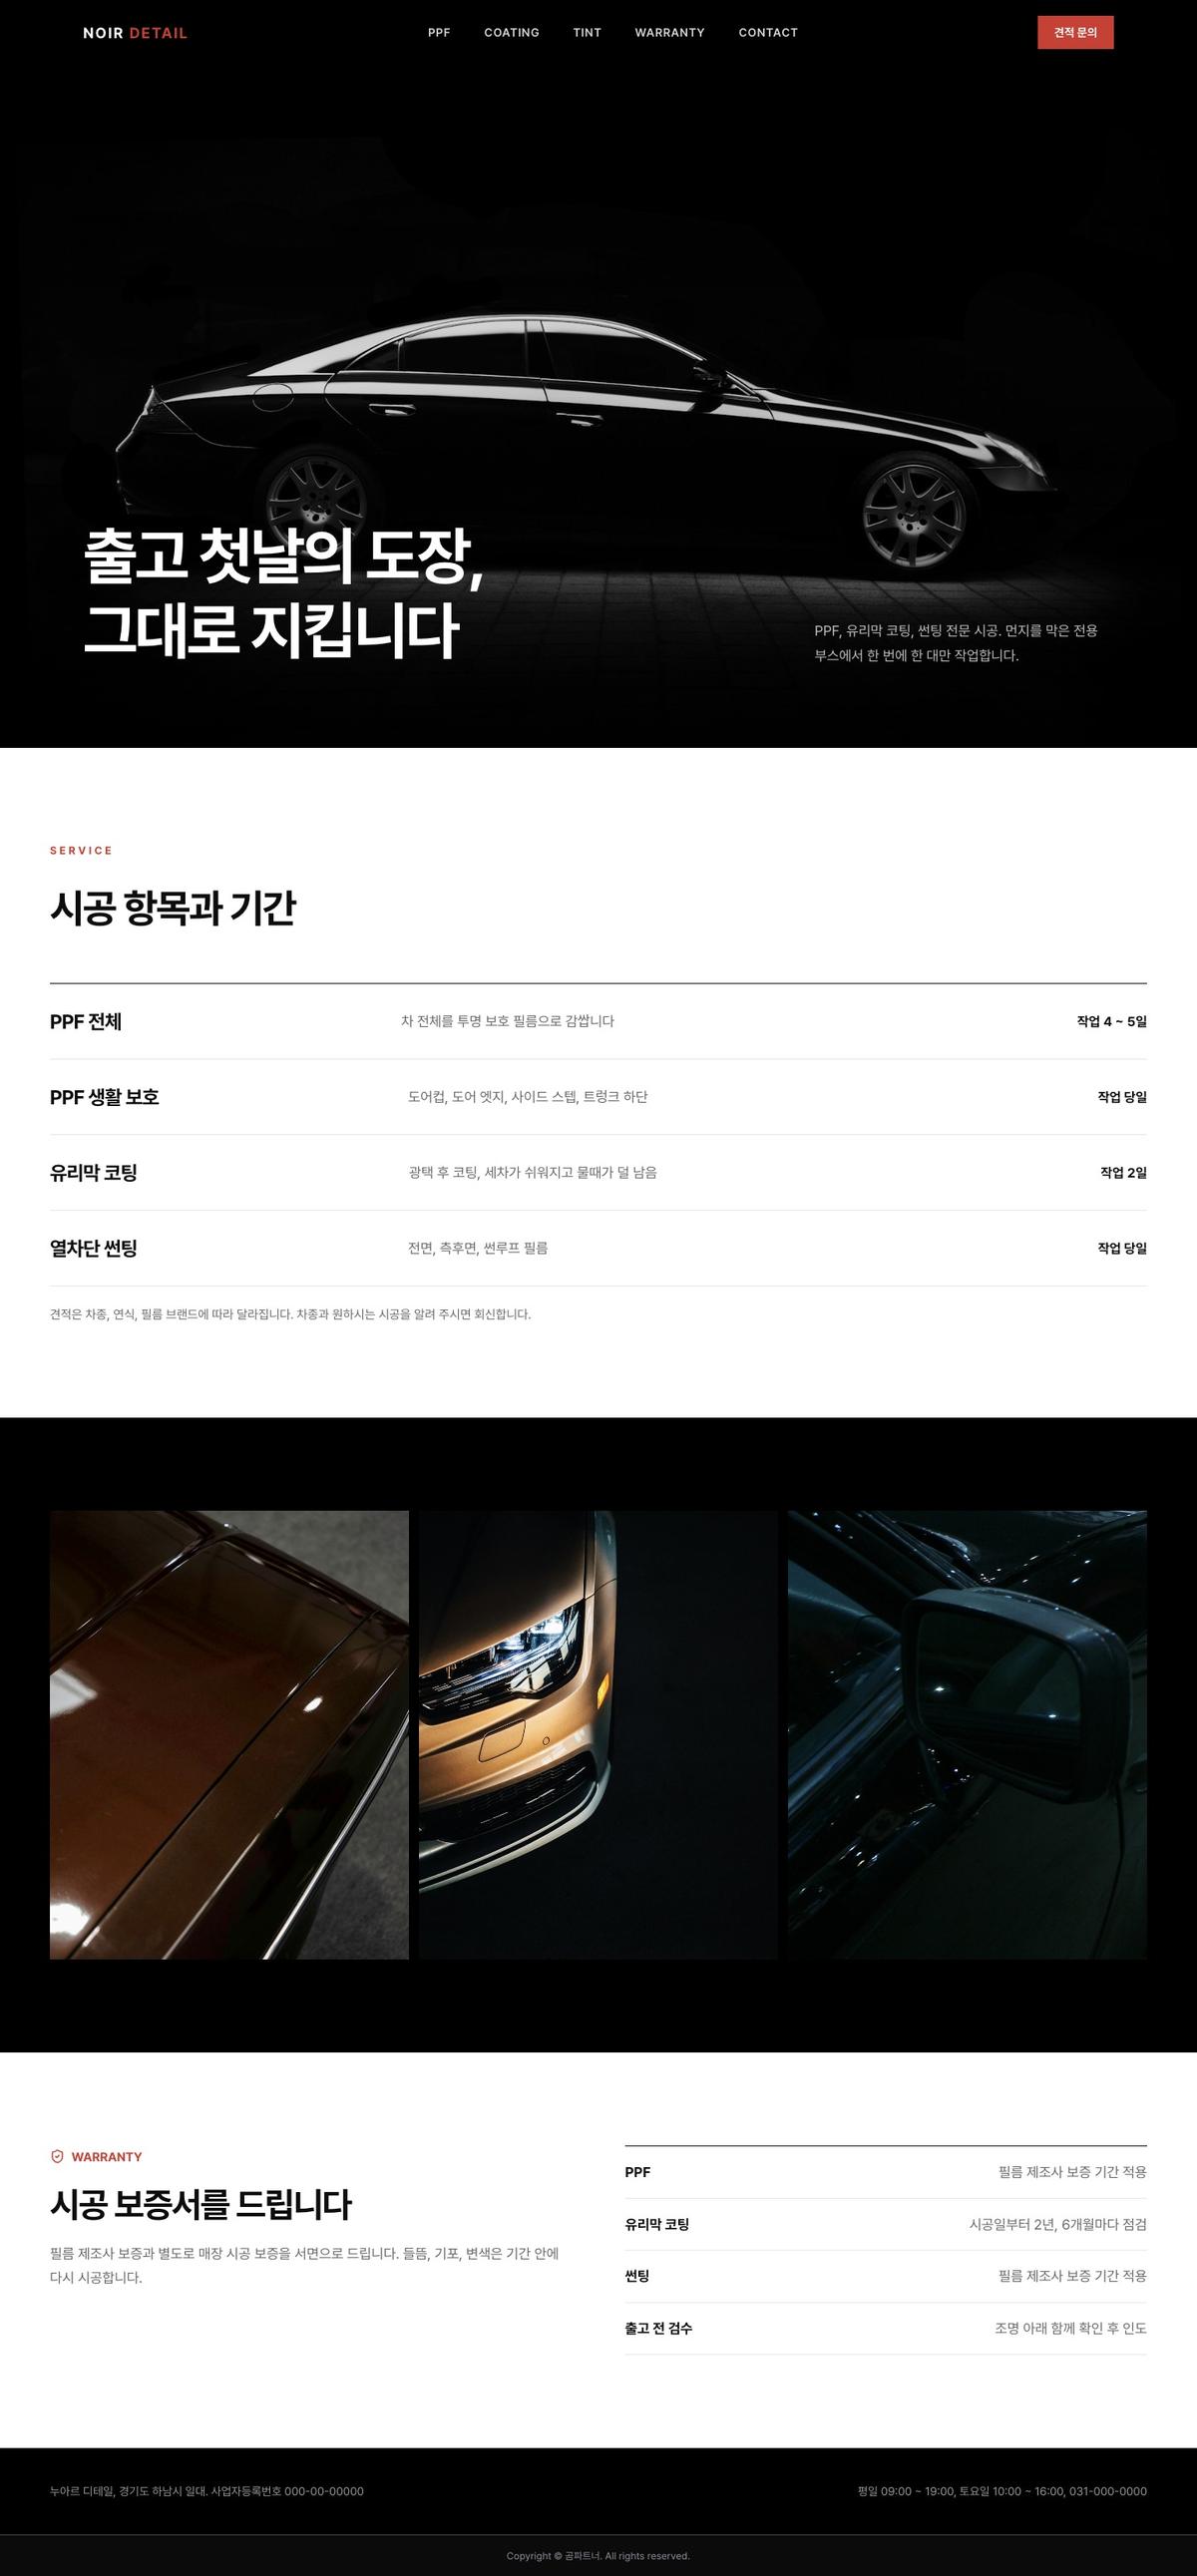 NOIR DETAIL
PPF
COATING
TINT
WARRANTY
CONTACT
견적 문의
출고 첫날의 도장,
그대로 지킵니다
PPF, 유리막 코팅, 썬팅 전문 시공. 먼지를 막은 전용
부스에서 한 번에 한 대만 작업합니다.
SERVICE
시공 항목과 기간
PPF 전체
차 전체를 투명 보호 필름으로 감쌉니다
작업 4 ~ 5일
PPF 생활 보호
도어컵, 도어 엣지, 사이드 스텝, 트렁크 하단
작업 당일
유리막 코팅
광택 후 코팅, 세차가 쉬워지고 물때가 덜 남음
작업 2일
열차단 썬팅
전면, 측후면, 썬루프 필름
작업 당일
견적은 차종, 연식, 필름 브랜드에 따라 달라집니다. 차종과 원하시는 시공을 알려 주시면 회신합니다.
WARRANTY
시공 보증서를 드립니다
필름 제조사 보증과 별도로 매장 시공 보증을 서면으로 드립니다. 들뜸, 기포, 변색은 기간 안에
다시 시공합니다.
PPF
필름 제조사 보증 기간 적용
유리막 코팅
시공일부터 2년, 6개월마다 점검
썬팅
필름 제조사 보증 기간 적용
출고 전 검수
조명 아래 함께 확인 후 인도
누아르 디테일, 경기도 하남시 일대. 사업자등록번호 000-00-00000
평일 09:00 ~ 19:00, 토요일 10:00 ~ 16:00, 031-000-0000
Copyright © 곰파트너. All rights reserved.